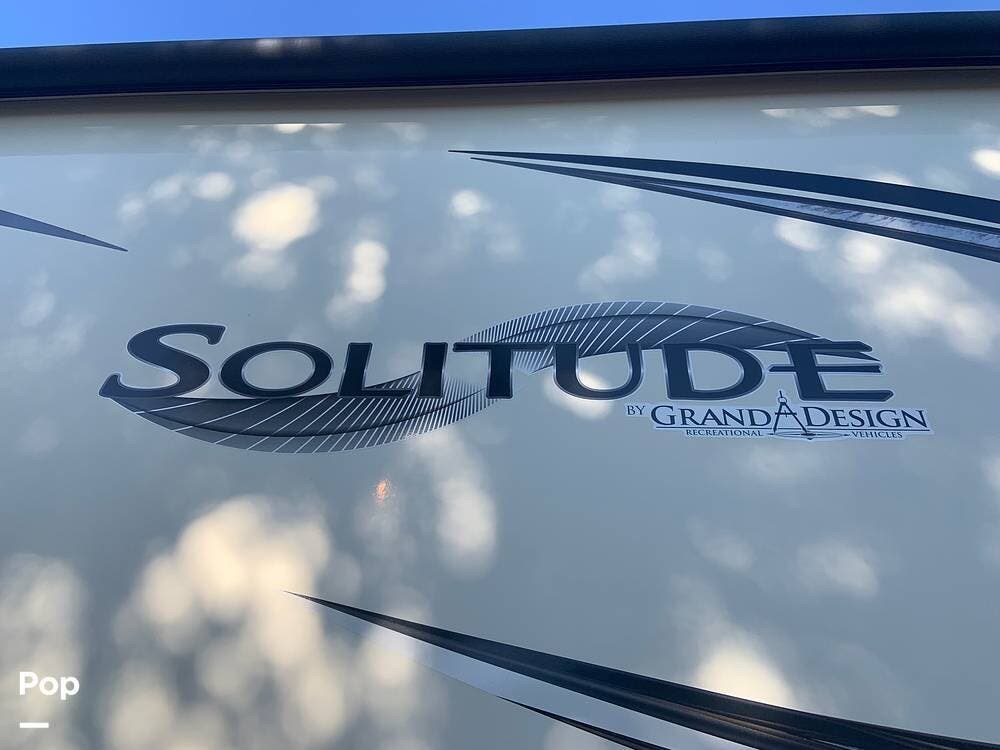 SOLITUDE
BY GRAND DESIGN
RECREATIONAL VEHICLES
Pop